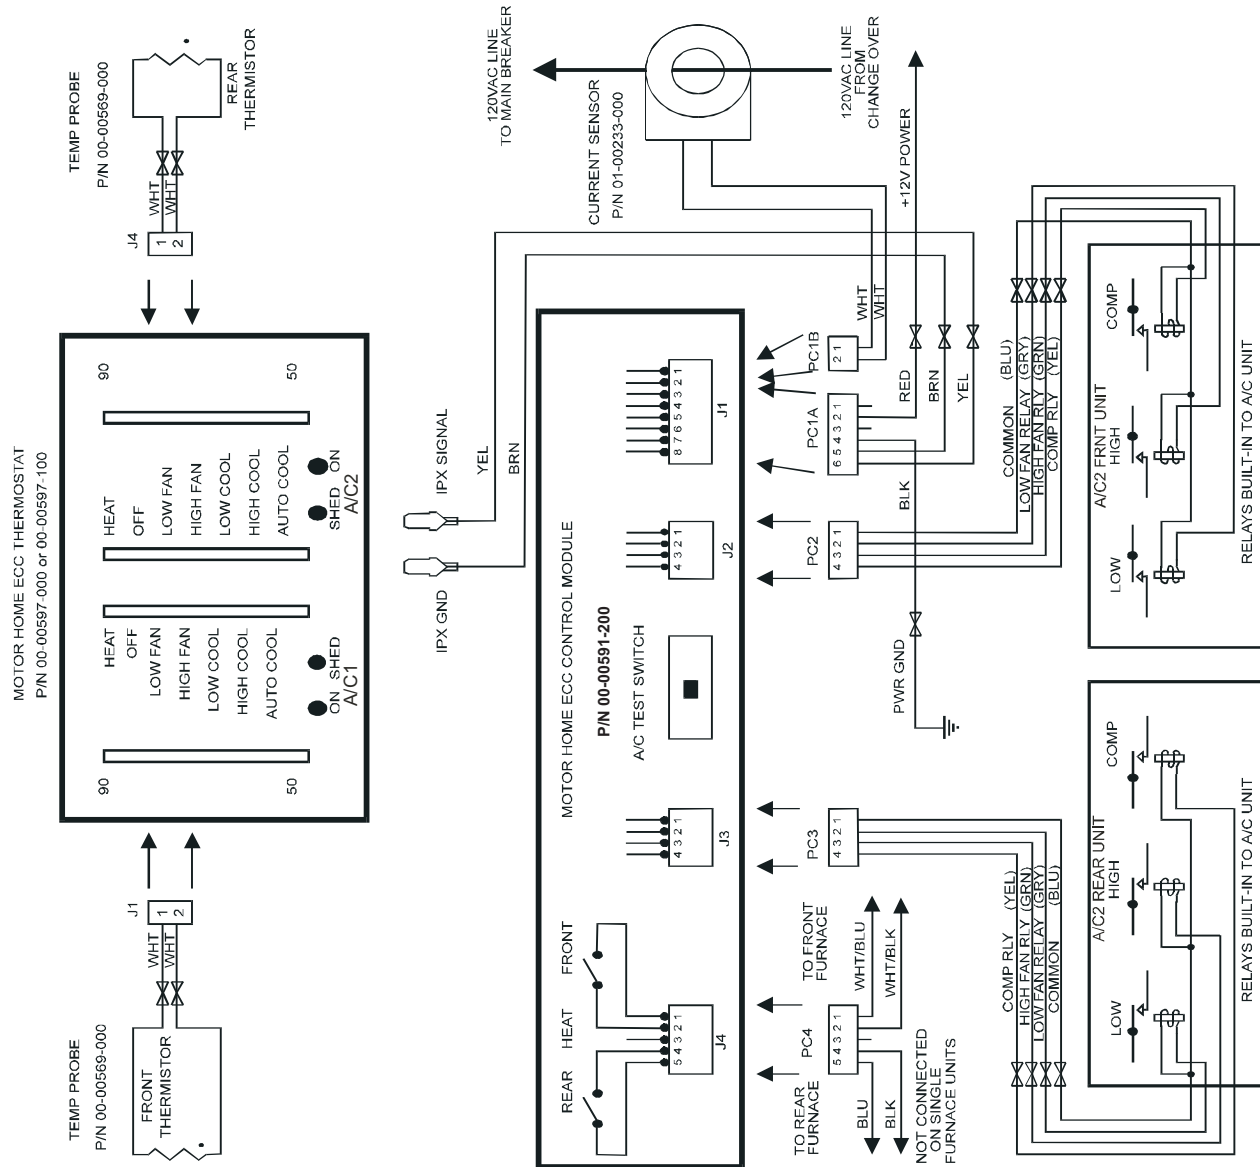 TEMP PROBE
P/N 00-00569-000
REAR
THERMISTOR
WHT
WHT
J4
1
2
MOTOR HOME ECC THERMOSTAT
P/N 00-00597-000 or 00-00597-100
90
50
HEAT
OFF
LOW FAN
HIGH FAN
LOW COOL
HIGH COOL
AUTO COOL
SHED
ON
A/C2
HEAT
OFF
LOW FAN
HIGH FAN
LOW COOL
HIGH COOL
AUTO COOL
ON
SHED
A/C1
90
50
J1
1
2
WHT
WHT
TEMP PROBE
P/N 00-00569-000
FRONT
THERMISTOR
120VAC LINE
TO MAIN BREAKER
CURRENT SENSOR
P/N 01-00233-000
120VAC LINE
FROM
CHANGE OVER
+12V POWER
IPX SIGNAL
IPX GND
YEL
BRN
MOTOR HOME ECC CONTROL MODULE
P/N 00-00591-200
A/C TEST SWITCH
8 7 6 5 4 3 2 1
J1
4 3 2 1
J2
4 3 2 1
J3
5 4 3 2 1
J4
REAR
HEAT
FRONT
PC1B
2 1
WHT
WHT
PC1A
6 5 4 3 2 1
RED
BRN
YEL
BLK
PWR GND
PC2
4 3 2 1
PC3
4 3 2 1
PC4
5 4 3 2 1
TO FRONT
FURNACE
WHT/BLU
WHT/BLK
TO REAR
FURNACE
BLU
BLK
NOT CONNECTED
ON SINGLE
FURNACE UNITS
COMMON (BLU)
LOW FAN RELAY (GRY)
HIGH FAN RLY (GRN)
COMP RLY (YEL)
A/C2 FRNT UNIT
LOW
HIGH
COMP
RELAYS BUILT-IN TO A/C UNIT
COMP RLY (YEL)
HIGH FAN RLY (GRN)
LOW FAN RELAY (GRY)
COMMON (BLU)
A/C2 REAR UNIT
LOW
HIGH
COMP
RELAYS BUILT-IN TO A/C UNIT